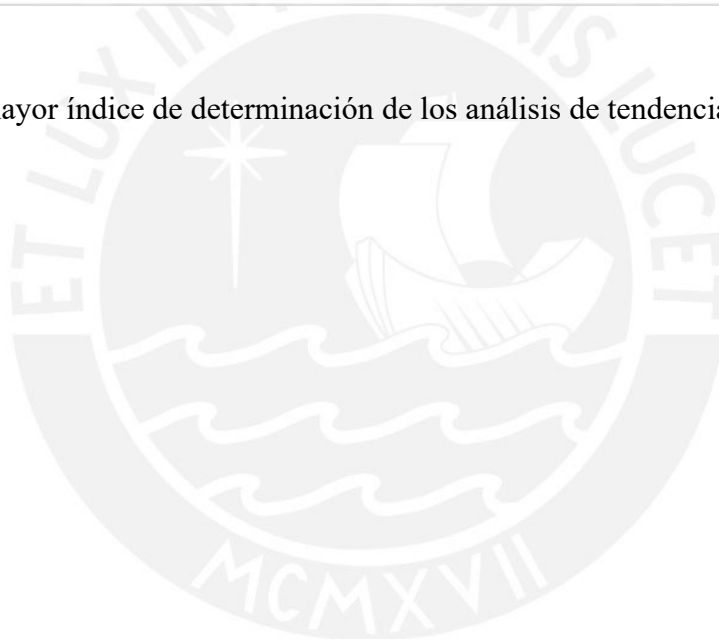 ayor índice de determinación de los análisis de tendencia
ET LUX IN BRIS LUCET
MCMXVII